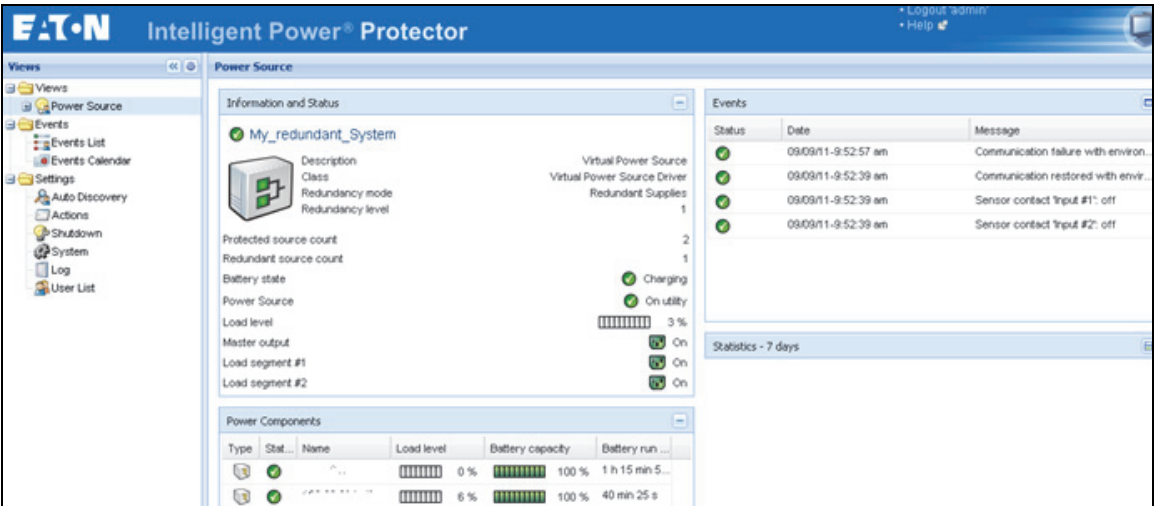 EATON Intelligent Power® Protector
• Logout 'admin'
• Help
Views
Views
Power Source
Events
Events List
Events Calendar
Settings
Auto Discovery
Actions
Shutdown
System
Log
User List
Power Source
Information and Status
My_redundant_System
Description Virtual Power Source
Class Virtual Power Source Driver
Redundancy mode Redundant Supplies
Redundancy level 1
Protected source count 2
Redundant source count 1
Battery state Charging
Power Source On utility
Load level 3 %
Master output On
Load segment #1 On
Load segment #2 On
Power Components
Type Stat... Name Load level Battery capacity Battery run ...
0 % 100 % 1 h 15 min 5...
6 % 100 % 40 min 25 s
Events
Status Date Message
09/09/11-9:52:57 am Communication failure with environ...
09/09/11-9:52:39 am Communication restored with envir...
09/09/11-9:52:39 am Sensor contact 'Input #1': off
09/09/11-9:52:39 am Sensor contact 'Input #2': off
Statistics - 7 days